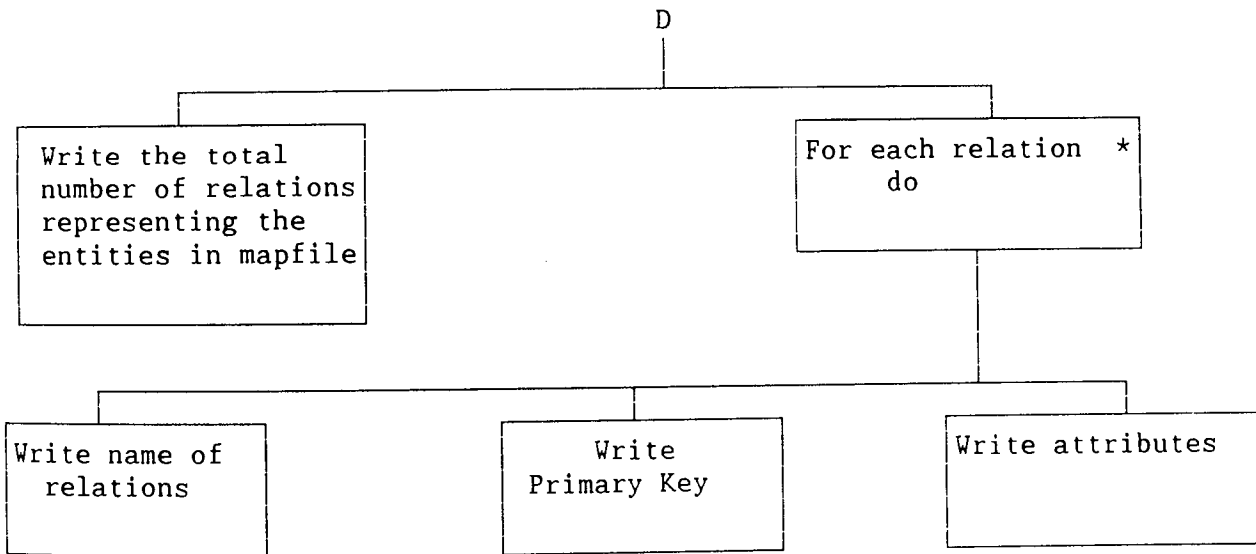 D
Write the total
number of relations
representing the
entities in mapfile
For each relation *
do
Write name of
relations
Write
Primary Key
Write attributes